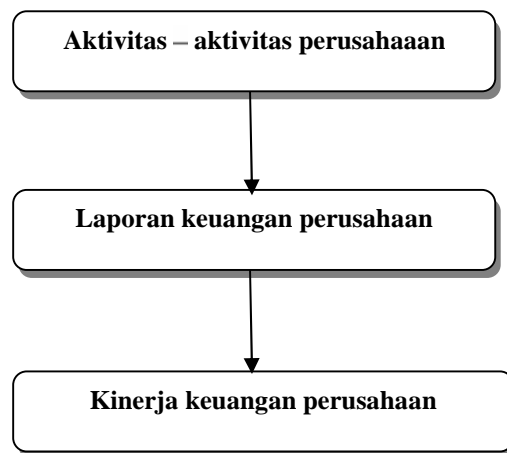 Aktivitas – aktivitas perusahaaan
Laporan keuangan perusahaan
Kinerja keuangan perusahaan